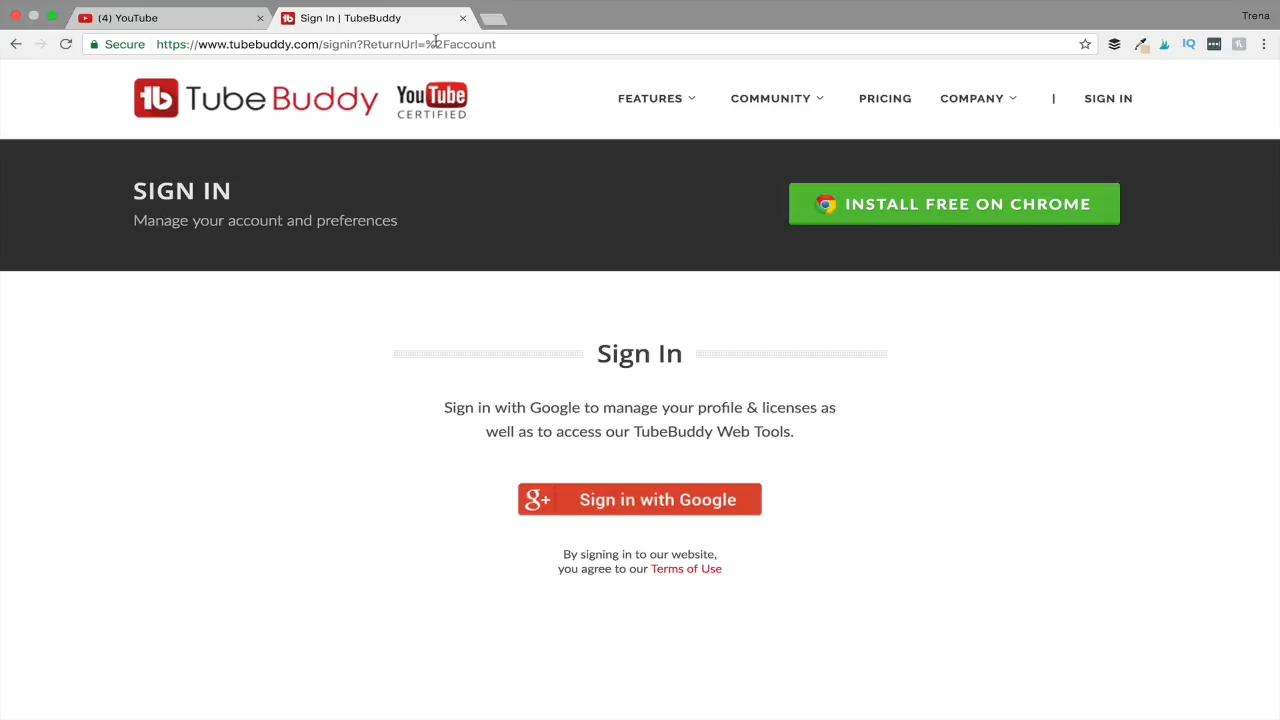 (4) YouTube
Sign In | TubeBuddy
Trena
Secure https://www.tubebuddy.com/signin?ReturnUrl=%2Faccount
IQ
tb TubeBuddy YouTube CERTIFIED
FEATURES COMMUNITY PRICING COMPANY | SIGN IN
SIGN IN
Manage your account and preferences
INSTALL FREE ON CHROME
Sign In
Sign in with Google to manage your profile & licenses as
well as to access our TubeBuddy Web Tools.
g+ Sign in with Google
By signing in to our website,
you agree to our Terms of Use